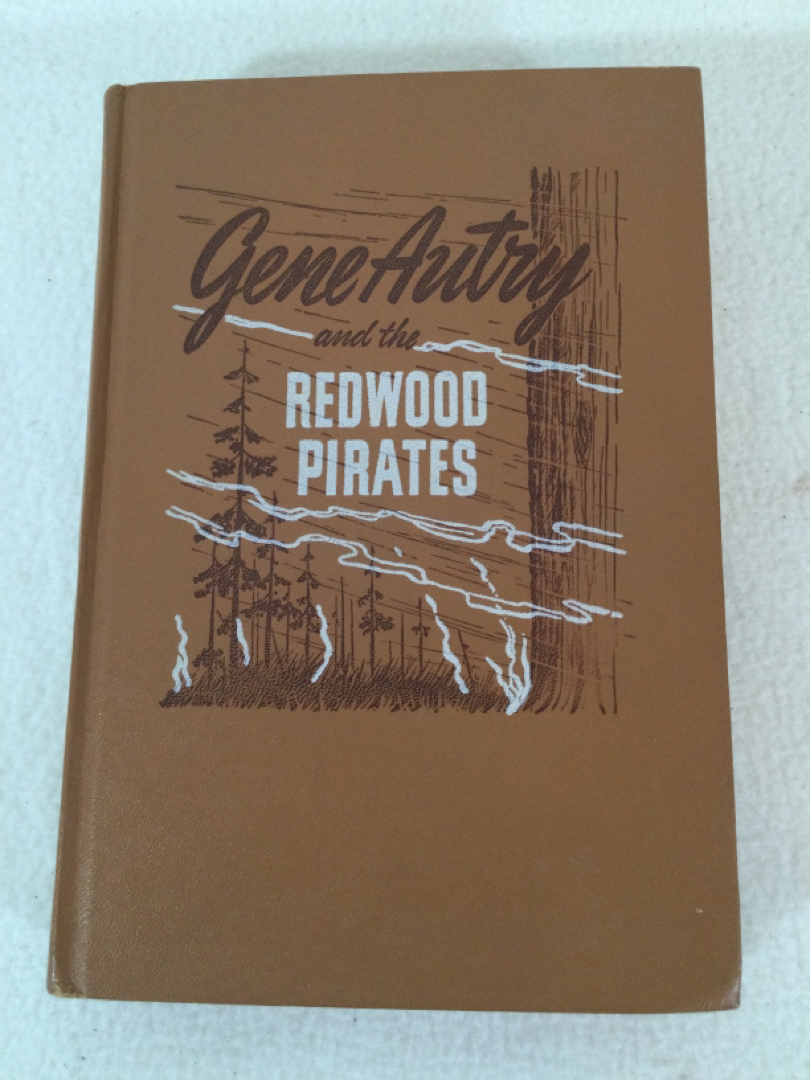 Gene Autry
and the
REDWOOD
PIRATES